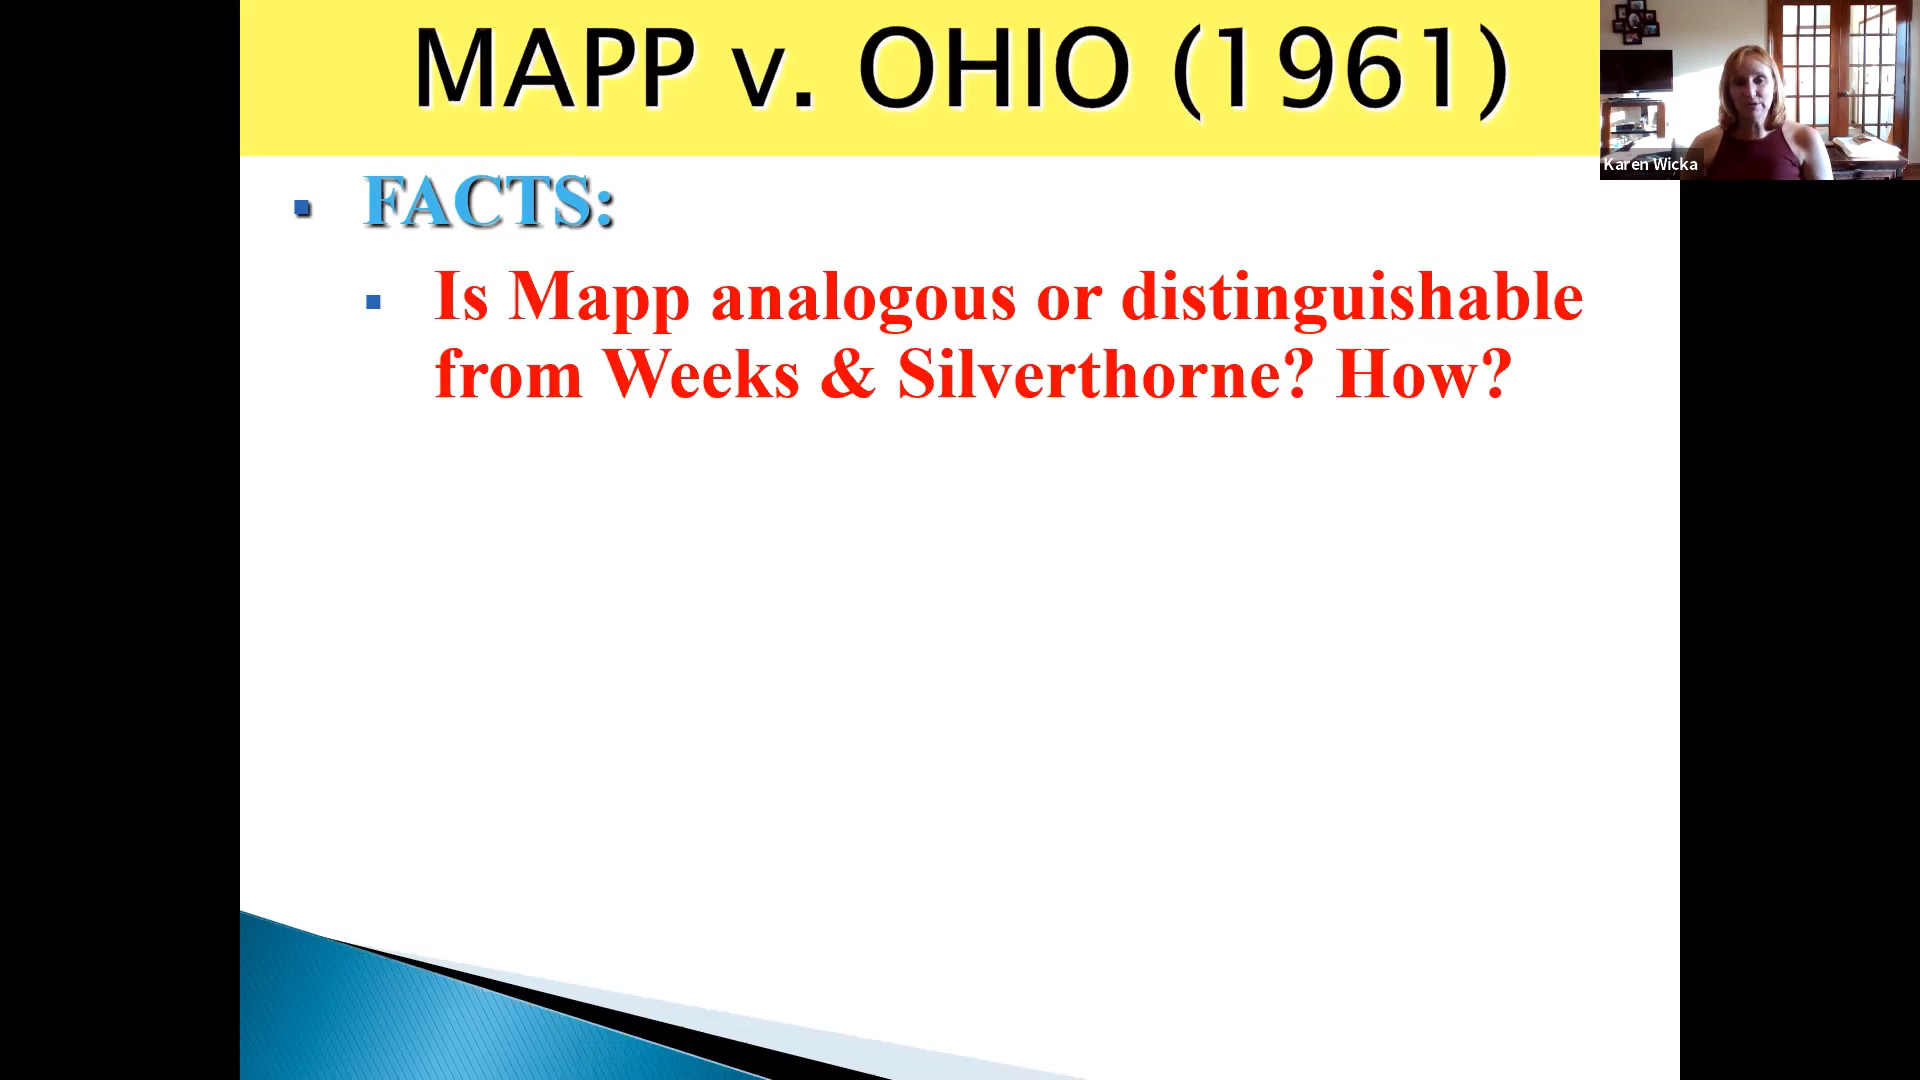 MAPP v. OHIO (1961)
Karen Wicka
FACTS:
Is Mapp analogous or distinguishable
from Weeks & Silverthorne? How?